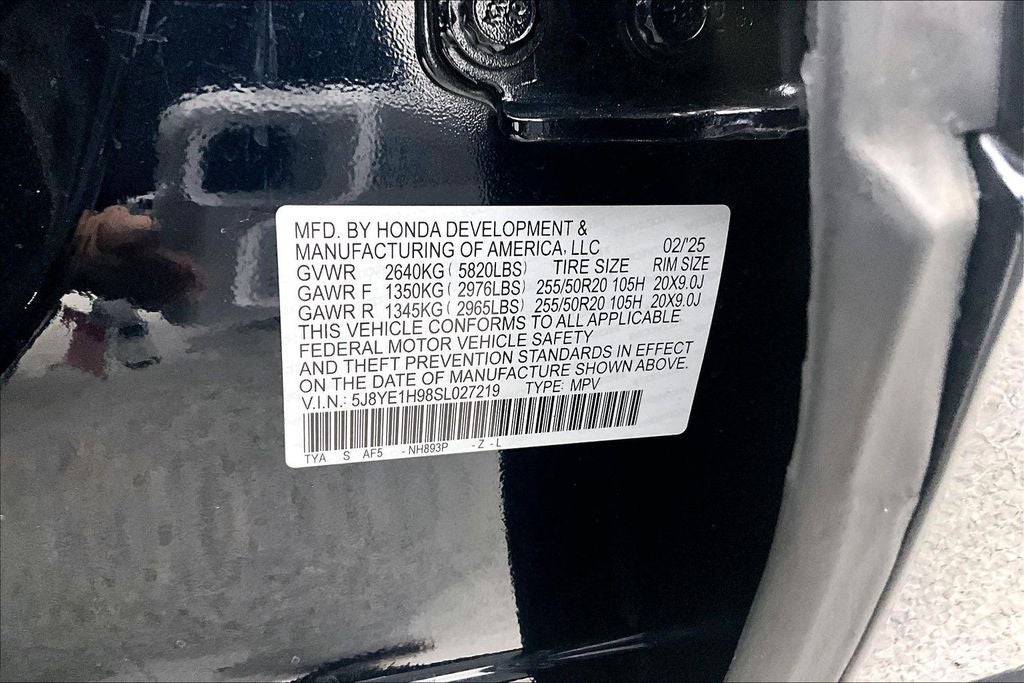 MFD. BY HONDA DEVELOPMENT &
MANUFACTURING OF AMERICA, LLC 02/'25
GVWR 2640KG ( 5820LBS) TIRE SIZE RIM SIZE
GAWR F 1350KG ( 2976LBS) 255/50R20 105H 20X9.0J
GAWR R 1345KG ( 2965LBS) 255/50R20 105H 20X9.0J
THIS VEHICLE CONFORMS TO ALL APPLICABLE
FEDERAL MOTOR VEHICLE SAFETY
AND THEFT PREVENTION STANDARDS IN EFFECT
ON THE DATE OF MANUFACTURE SHOWN ABOVE.
V.I.N.: 5J8YE1H98SL027219 TYPE: MPV
TYA S AF5 - NH893P - Z - L